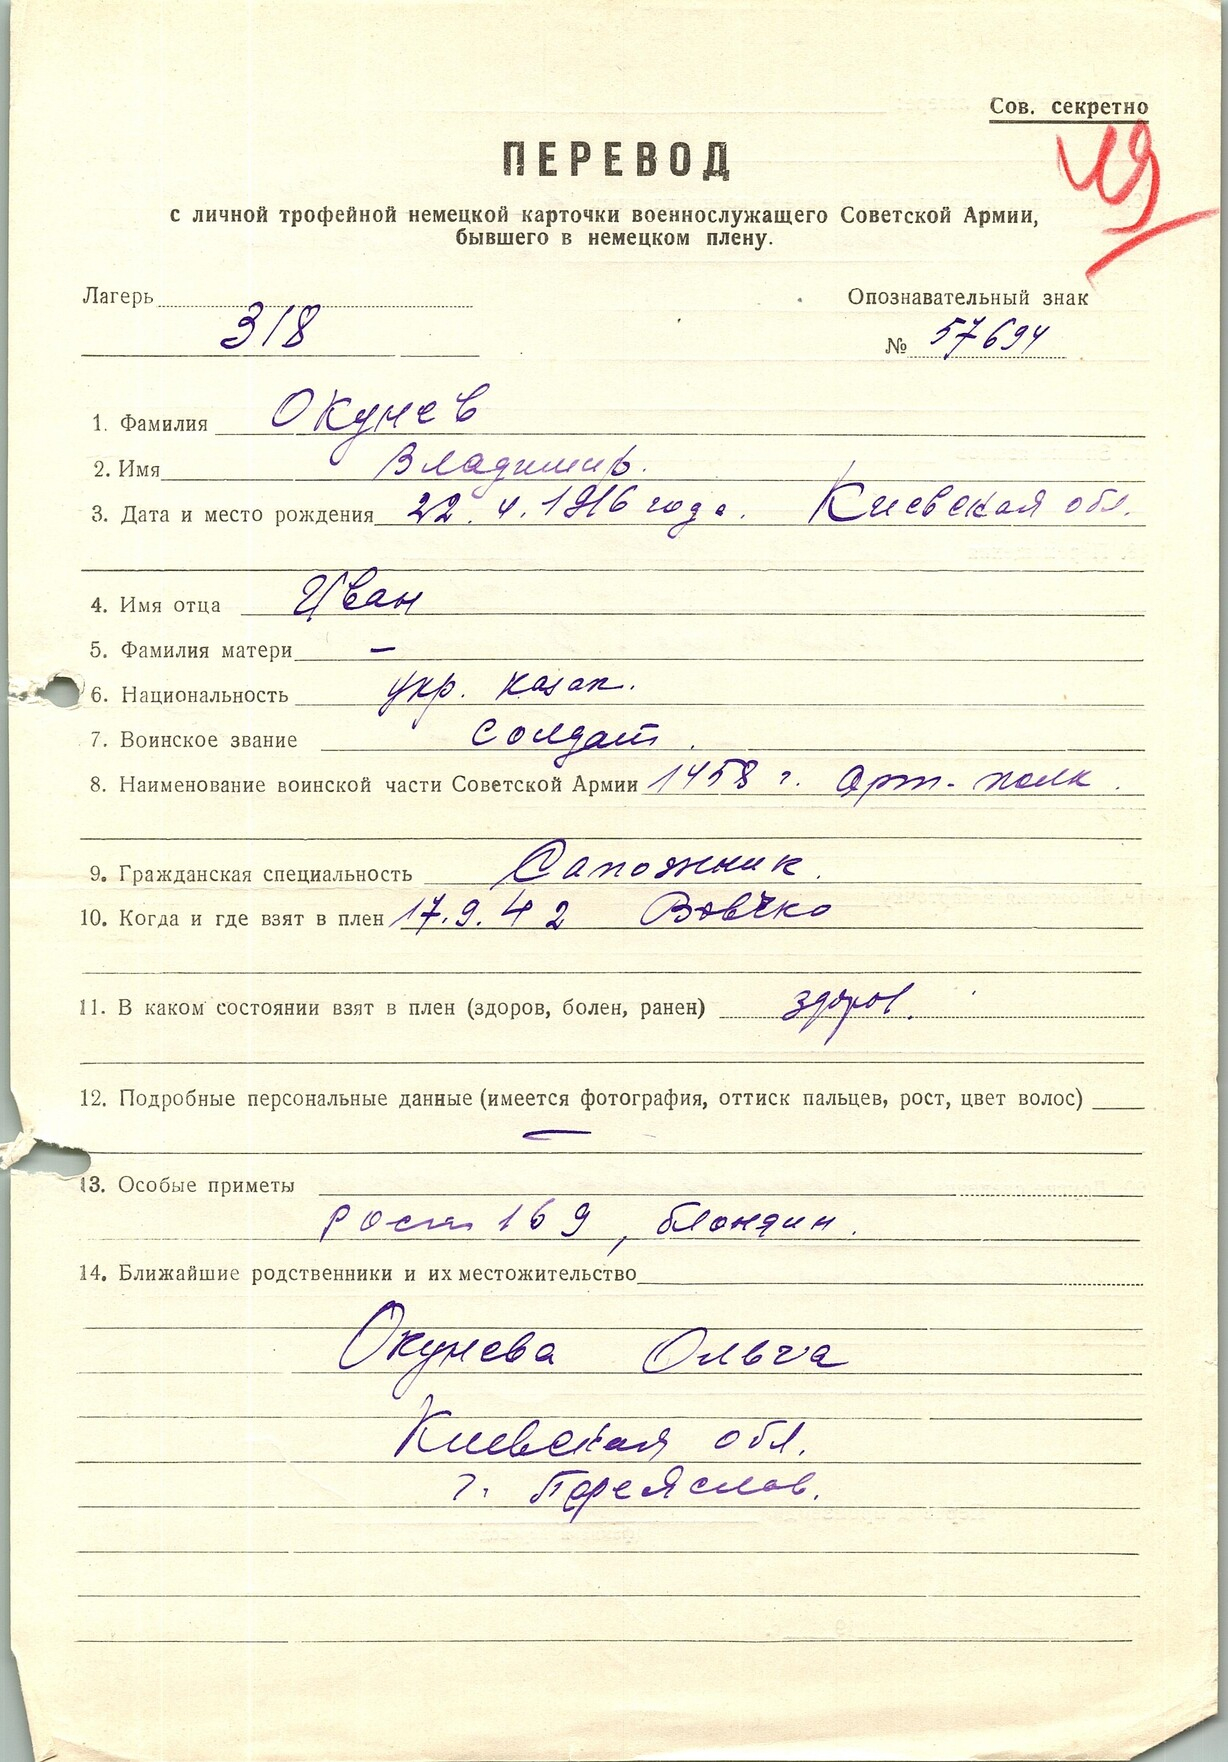 Сов. секретно
ПЕРЕВОД
с личной трофейной немецкой карточки военнослужащего Советской Армии,
бывшего в немецком плену.
Лагерь
318
Опознавательный знак
№ 57694
1. Фамилия Окунев
2. Имя Владимир.
3. Дата и место рождения 22. 4. 1916 года. Киевская обл.
4. Имя отца Иван
5. Фамилия матери –
6. Национальность укр. казак.
7. Воинское звание солдат.
8. Наименование воинской части Советской Армии 1458 г. арт. полк.
9. Гражданская специальность Сапожник.
10. Когда и где взят в плен 17.9.42 Вовчко
11. В каком состоянии взят в плен (здоров, болен, ранен) здоров.
12. Подробные персональные данные (имеется фотография, оттиск пальцев, рост, цвет волос)
–
13. Особые приметы
рост 169, блондин.
14. Ближайшие родственники и их местожительство
Окунева Ольга
Киевская обл.
г. Переяслов.